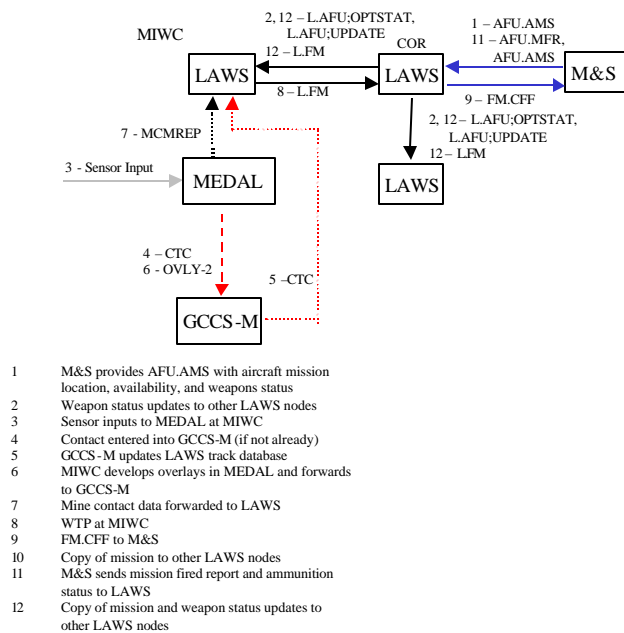 2, 12 – L.AFU;OPTSTAT,
L.AFU;UPDATE
12 – L.FM
1 – AFU.AMS
11 – AFU.MFR,
AFU.AMS
MIWC
COR
LAWS
LAWS
M&S
8 – L.FM
9 – FM.CFF
2, 12 – L.AFU;OPTSTAT,
L.AFU;UPDATE
12 – L.FM
7 - MCMREP
3 - Sensor Input
MEDAL
LAWS
4 – CTC
6 - OVLY-2
5 –CTC
GCCS-M
1 M&S provides AFU.AMS with aircraft mission
location, availability, and weapons status
2 Weapon status updates to other LAWS nodes
3 Sensor inputs to MEDAL at MIWC
4 Contact entered into GCCS-M (if not already)
5 GCCS-M updates LAWS track database
6 MIWC develops overlays in MEDAL and forwards
to GCCS-M
7 Mine contact data forwarded to LAWS
8 WTP at MIWC
9 FM.CFF to M&S
10 Copy of mission to other LAWS nodes
11 M&S sends mission fired report and ammunition
status to LAWS
12 Copy of mission and weapon status updates to
other LAWS nodes